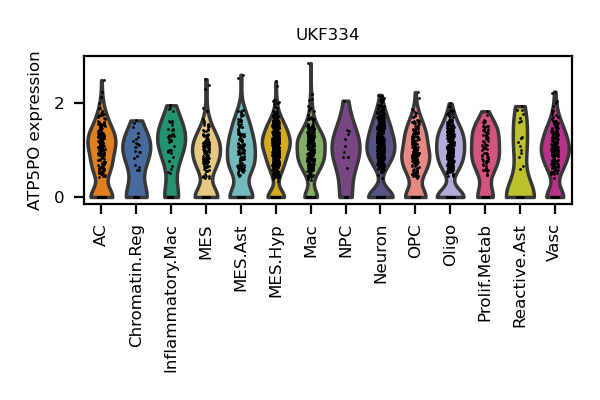 UKF334
ATP5PO expression
2
0
AC
Chromatin.Reg
Inflammatory.Mac
MES
MES.Ast
MES.Hyp
Mac
NPC
Neuron
OPC
Oligo
Prolif.Metab
Reactive.Ast
Vasc